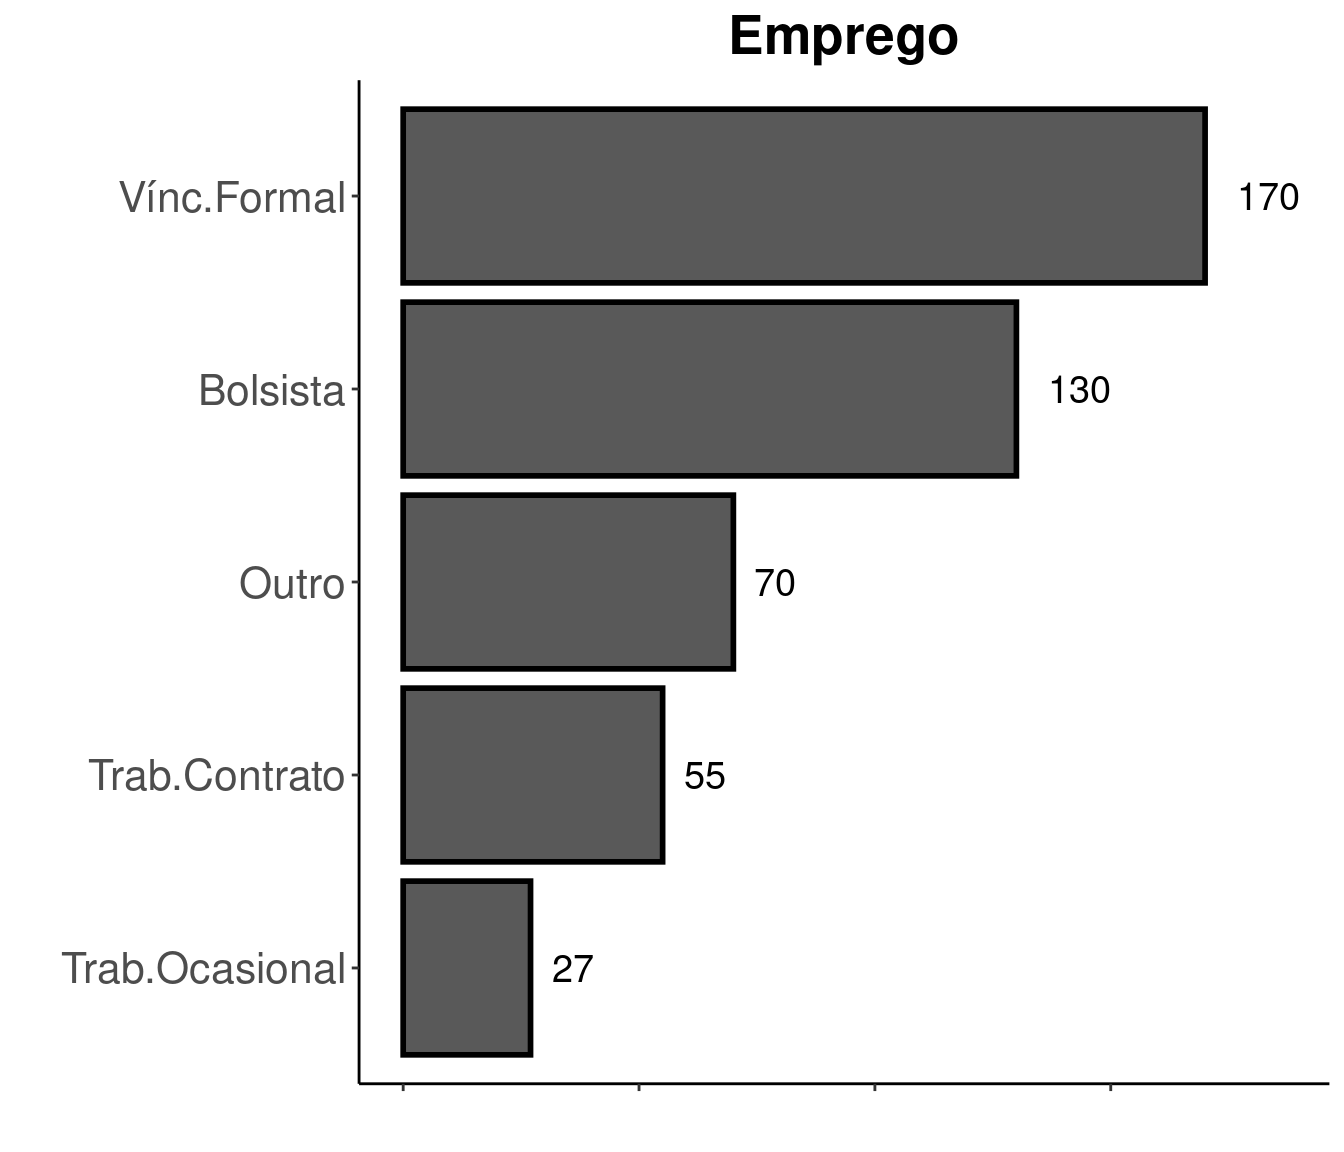 Emprego
Vínc.Formal 170
Bolsista 130
Outro 70
Trab.Contrato 55
Trab.Ocasional 27